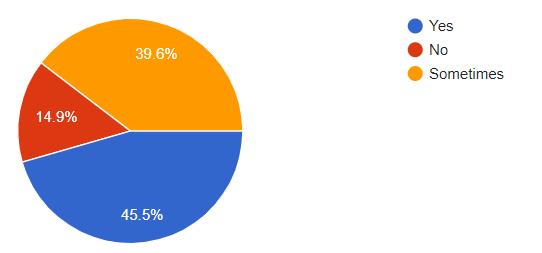 Yes
No
Sometimes
39.6%
14.9%
45.5%